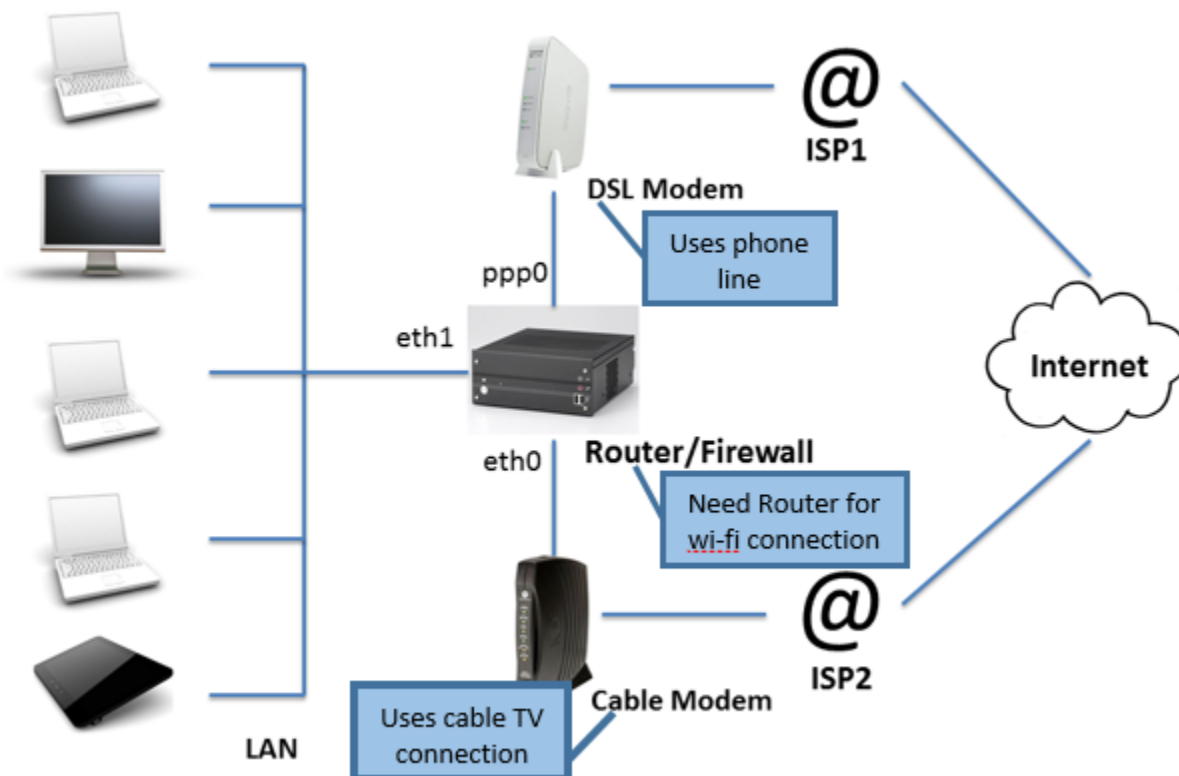 @
ISP1
DSL Modem
Uses phone
line
ppp0
eth1
Internet
eth0
Router/Firewall
Need Router for
wi-fi connection
@
ISP2
Cable Modem
Uses cable TV
connection
LAN